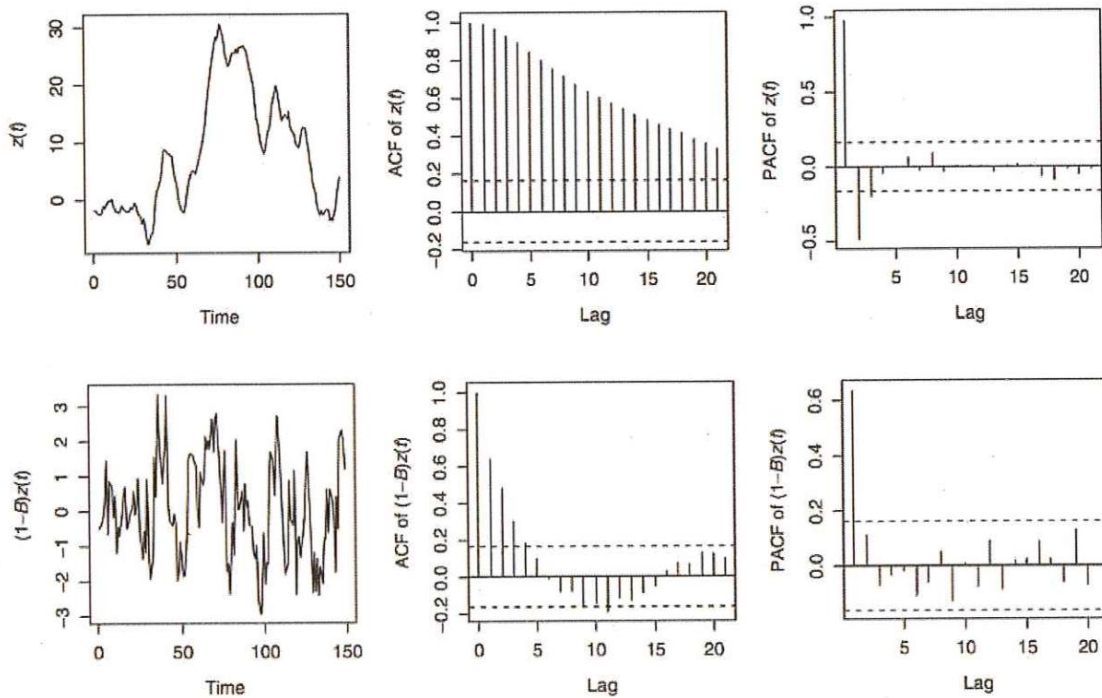 z(t)
30
20
10
0
0 50 100 150
Time
ACF of z(t)
1.0
0.8
0.6
0.4
0.2
0.0
−0.2
0 5 10 15 20
Lag
PACF of z(t)
1.0
0.5
0.0
−0.5
5 10 15 20
Lag
(1−B)z(t)
3
2
1
0
−1
−2
−3
0 50 100 150
Time
ACF of (1−B)z(t)
1.0
0.8
0.6
0.4
0.2
0.0
−0.2
0 5 10 15 20
Lag
PACF of (1−B)z(t)
0.6
0.4
0.2
0.0
5 10 15 20
Lag